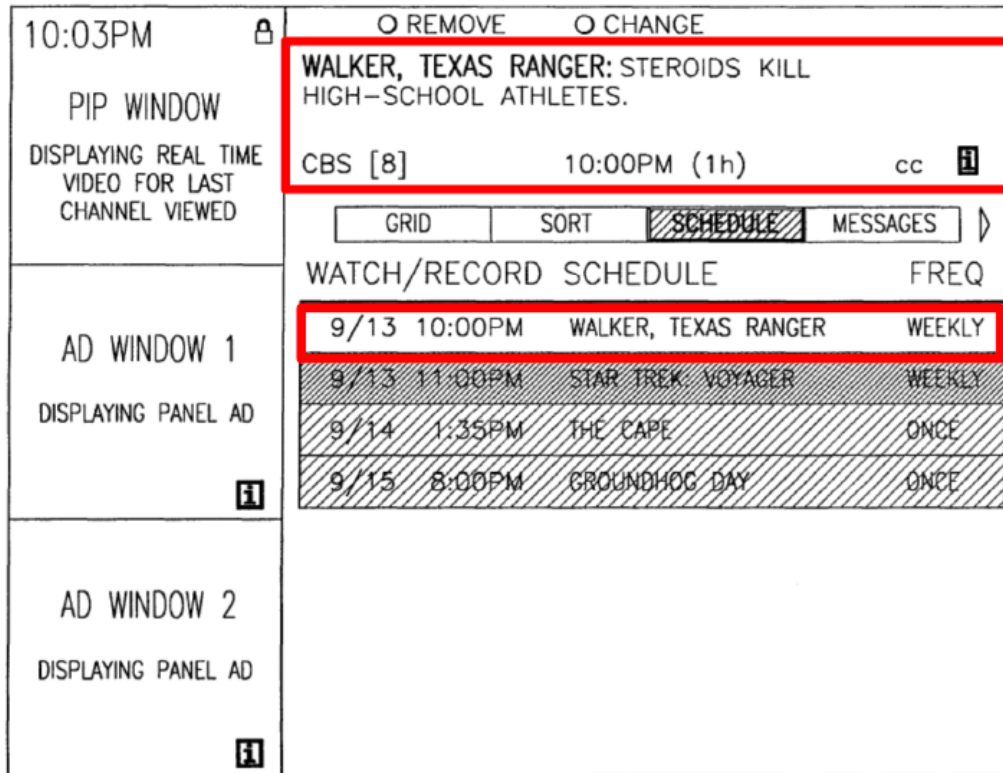 10:03PM
PIP WINDOW
DISPLAYING REAL TIME
VIDEO FOR LAST
CHANNEL VIEWED
AD WINDOW 1
DISPLAYING PANEL AD
i
AD WINDOW 2
DISPLAYING PANEL AD
i
REMOVE CHANGE
WALKER, TEXAS RANGER: STEROIDS KILL
HIGH-SCHOOL ATHLETES.
CBS [8] 10:00PM (1h) cc i
GRID SORT SCHEDULE MESSAGES
WATCH/RECORD SCHEDULE FREQ
9/13 10:00PM WALKER, TEXAS RANGER WEEKLY
9/13 11:00PM STAR TREK: VOYAGER WEEKLY
9/14 1:35PM THE CAPE ONCE
9/15 8:00PM GROUNDHOG DAY ONCE